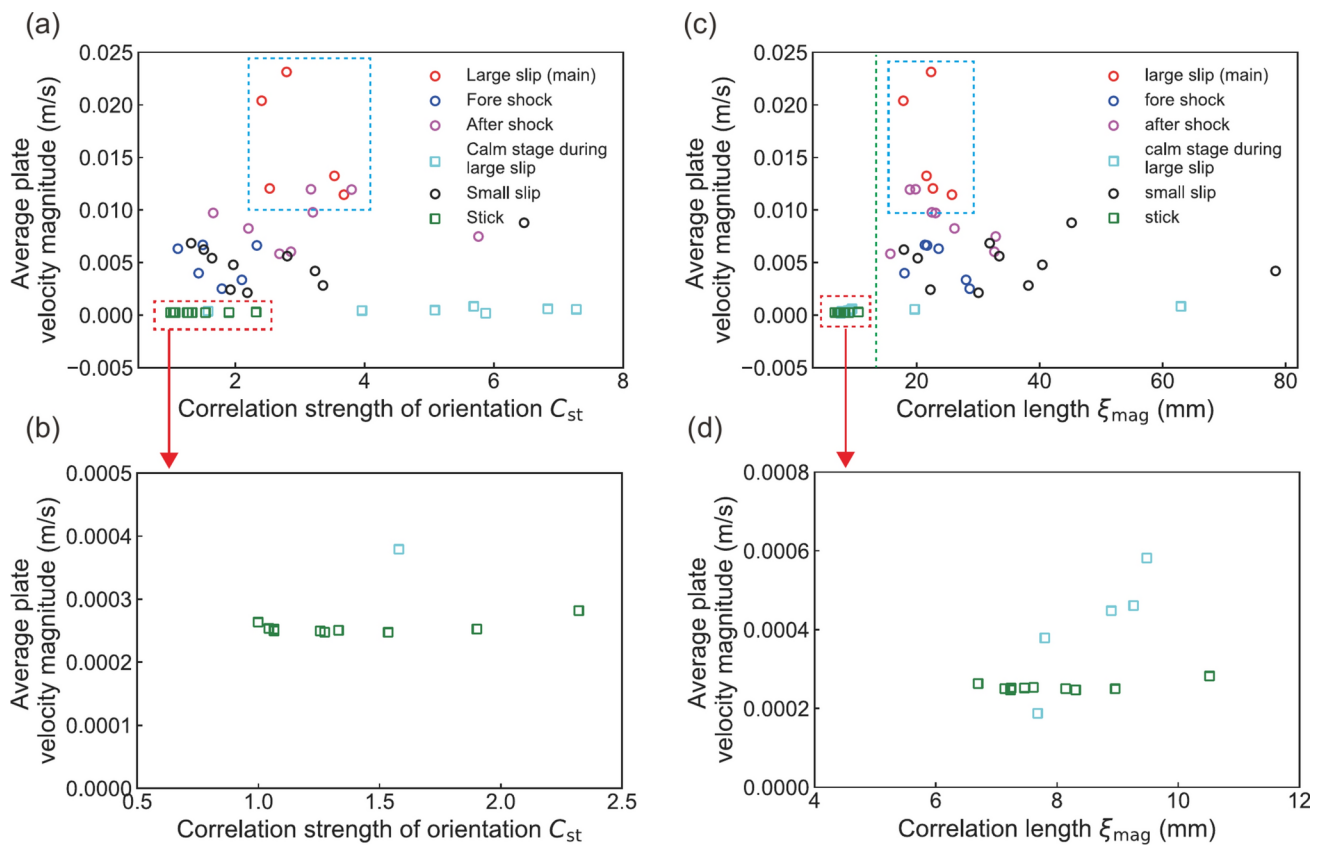 (a)
0.025
0.020
0.015
0.010
0.005
0.000
−0.005
Average plate
velocity magnitude (m/s)
Large slip (main)
Fore shock
After shock
Calm stage during
large slip
Small slip
Stick
2
4
6
8
Correlation strength of orientation Cst
(c)
0.025
0.020
0.015
0.010
0.005
0.000
−0.005
Average plate
velocity magnitude (m/s)
large slip (main)
fore shock
after shock
calm stage during
large slip
small slip
stick
20
40
60
80
Correlation length ξmag (mm)
(b)
0.0005
0.0004
0.0003
0.0002
0.0001
0.0000
Average plate
velocity magnitude (m/s)
0.5
1.0
1.5
2.0
2.5
Correlation strength of orientation Cst
(d)
0.0008
0.0006
0.0004
0.0002
0.0000
Average plate
velocity magnitude (m/s)
4
6
8
10
12
Correlation length ξmag (mm)